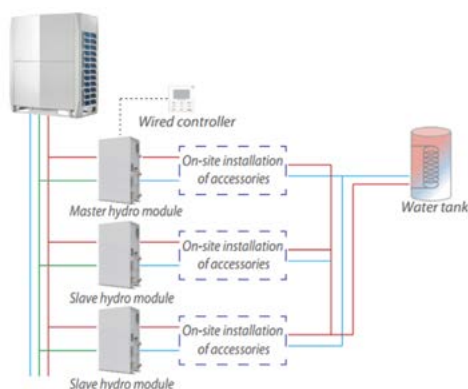 Wired controller
On-site installation
of accessories
Master hydro module
Water tank
On-site installation
of accessories
Slave hydro module
On-site installation
of accessories
Slave hydro module